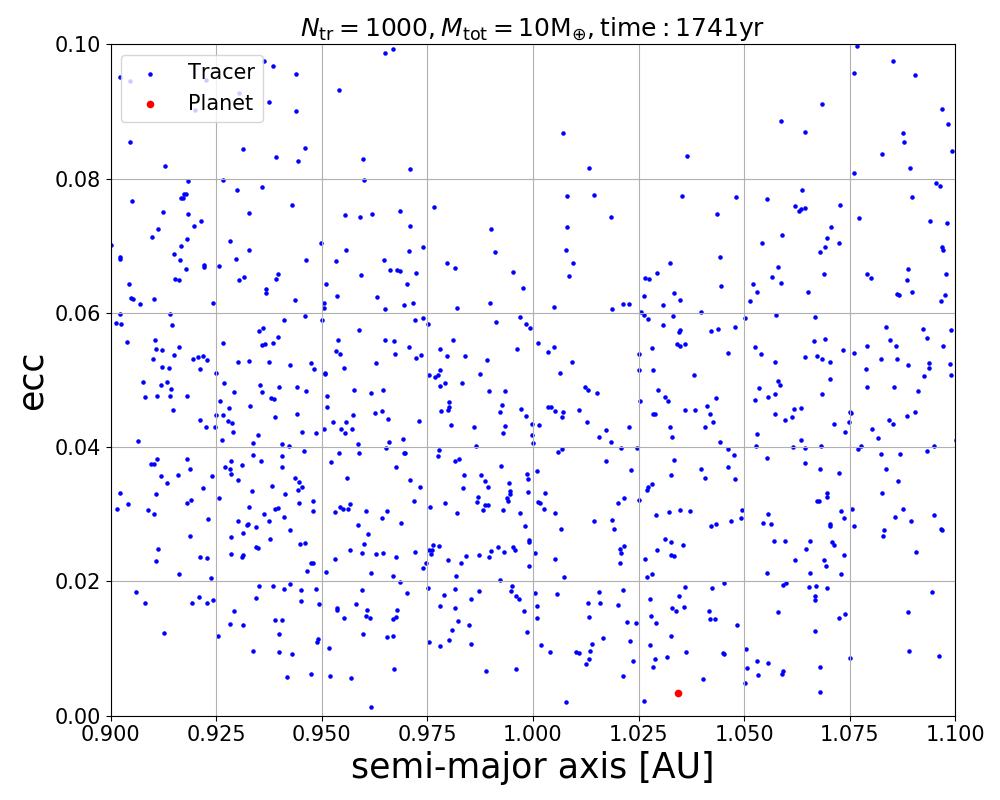 N_tr = 1000, M_tot = 10M_⊕, time : 1741yr
Tracer
Planet
0.10
0.08
0.06
0.04
0.02
0.00
ecc
0.900 0.925 0.950 0.975 1.000 1.025 1.050 1.075 1.100
semi-major axis [AU]